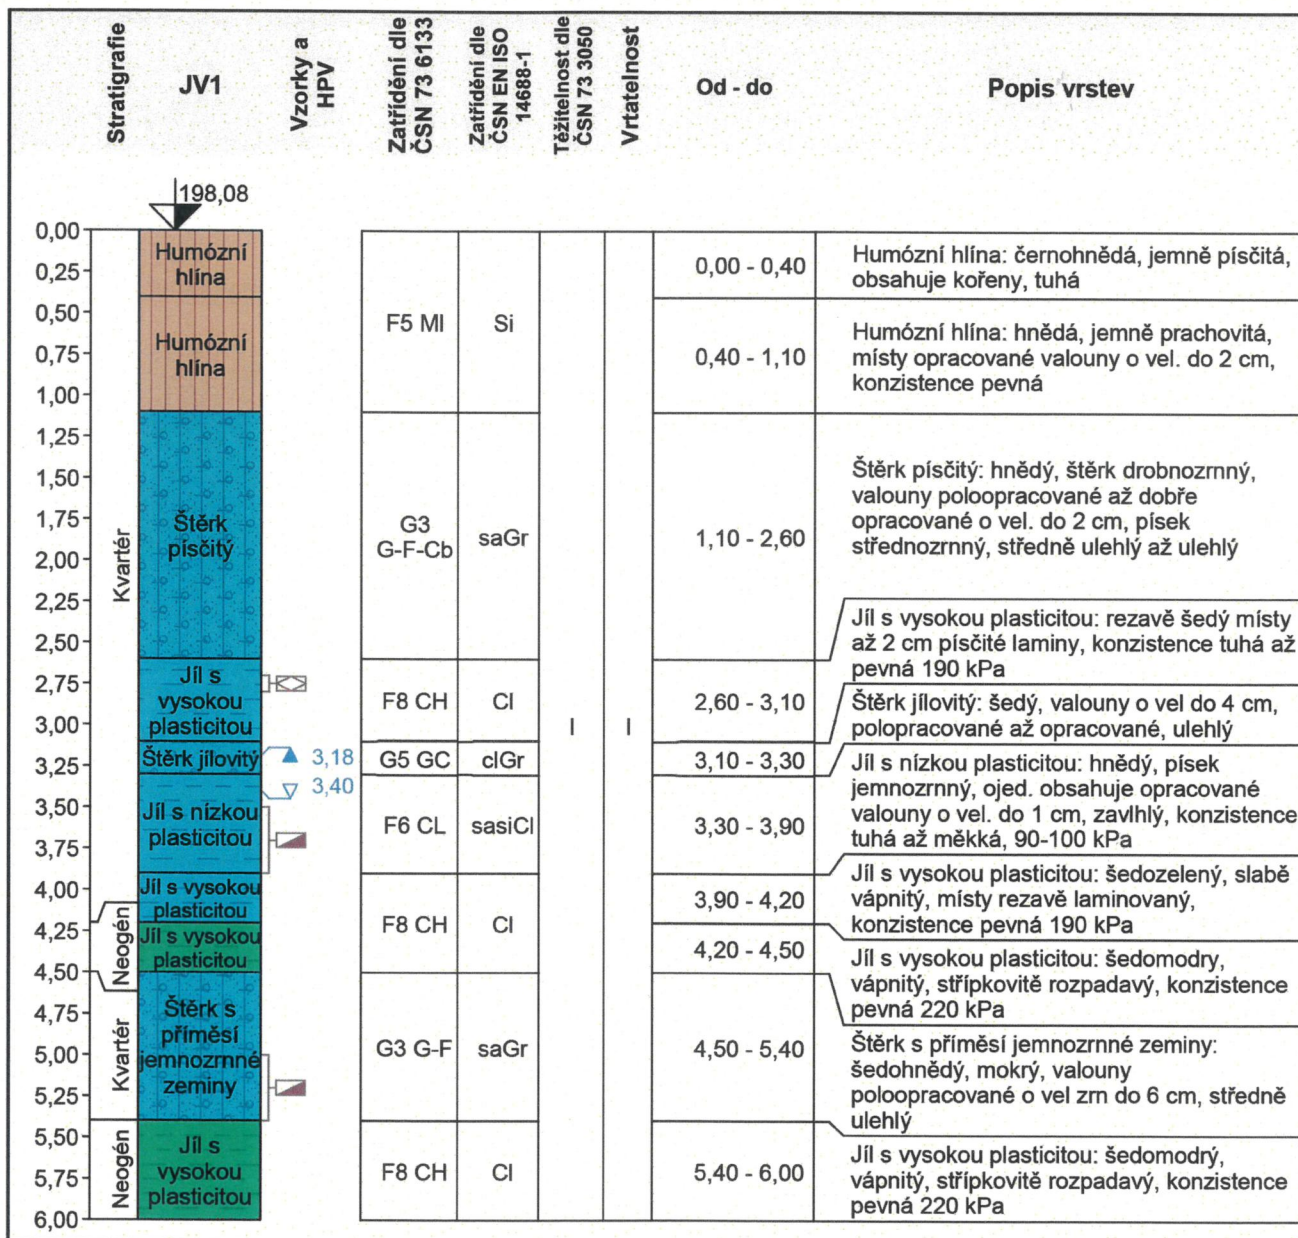 Stratigrafie
JV1
Vzorky a
HPV
Zatřídění dle
ČSN 73 6133
Zatřídění dle
ČSN EN ISO
14688-1
Těžitelnost dle
ČSN 73 3050
Vrtatelnost
Od - do
Popis vrstev
198,08
0,00
0,25
0,50
0,75
1,00
1,25
1,50
1,75
2,00
2,25
2,50
2,75
3,00
3,25
3,50
3,75
4,00
4,25
4,50
4,75
5,00
5,25
5,50
5,75
6,00
Kvartér
Neogén
Kvartér
Neogén
Humózní
hlína
Humózní
hlína
Štěrk
písčitý
Jíl s
vysokou
plasticitou
Štěrk jílovitý
Jíl s nízkou
plasticitou
Jíl s vysokou
plasticitou
Jíl s vysokou
plasticitou
Štěrk s
příměsí
jemnozrnné
zeminy
Jíl s
vysokou
plasticitou
3,18
3,40
F5 MI
G3
G-F-Cb
F8 CH
G5 GC
F6 CL
F8 CH
G3 G-F
F8 CH
Si
saGr
Cl
clGr
sasiCl
Cl
saGr
Cl
I
I
0,00 - 0,40
Humózní hlína: černohnědá, jemně písčitá,
obsahuje kořeny, tuhá
0,40 - 1,10
Humózní hlína: hnědá, jemně prachovitá,
místy opracované valouny o vel. do 2 cm,
konzistence pevná
1,10 - 2,60
Štěrk písčitý: hnědý, štěrk drobnozrnný,
valouny poloopracované až dobře
opracované o vel. do 2 cm, písek
střednozrnný, středně ulehlý až ulehlý
2,60 - 3,10
Jíl s vysokou plasticitou: rezavě šedý místy
až 2 cm písčité laminy, konzistence tuhá až
pevná 190 kPa
3,10 - 3,30
Štěrk jílovitý: šedý, valouny o vel do 4 cm,
polopracované až opracované, ulehlý
3,30 - 3,90
Jíl s nízkou plasticitou: hnědý, písek
jemnozrnný, ojed. obsahuje opracované
valouny o vel. do 1 cm, zavlhlý, konzistence
tuhá až měkká, 90-100 kPa
3,90 - 4,20
Jíl s vysokou plasticitou: šedozelený, slabě
vápnitý, místy rezavě laminovaný,
konzistence pevná 190 kPa
4,20 - 4,50
Jíl s vysokou plasticitou: šedomodry,
vápnitý, střípkovitě rozpadavý, konzistence
pevná 220 kPa
4,50 - 5,40
Štěrk s příměsí jemnozrnné zeminy:
šedohnědý, mokrý, valouny
poloopracované o vel zrn do 6 cm, středně
ulehlý
5,40 - 6,00
Jíl s vysokou plasticitou: šedomodrý,
vápnitý, střípkovitě rozpadavý, konzistence
pevná 220 kPa